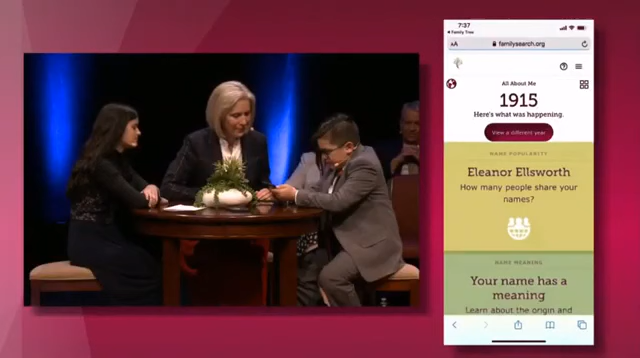 7:37
◀ Family Tree
AA
familysearch.org
All About Me
1915
Here's what was happening.
View a different year
NAME POPULARITY
Eleanor Ellsworth
How many people share your
names?
NAME MEANING
Your name has a
meaning
Learn about the origin and